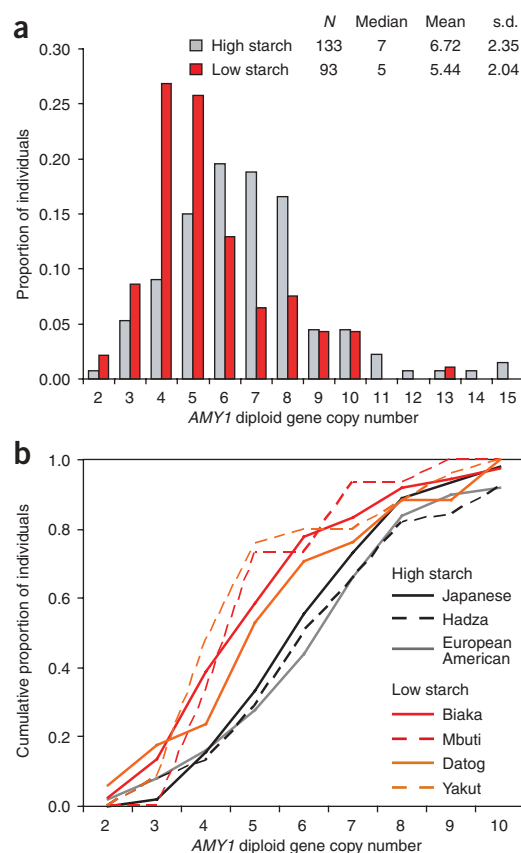 a
N Median Mean s.d.
High starch 133 7 6.72 2.35
Low starch 93 5 5.44 2.04
Proportion of individuals
0.30
0.25
0.20
0.15
0.10
0.05
0.00
2 3 4 5 6 7 8 9 10 11 12 13 14 15
AMY1 diploid gene copy number
b
Cumulative proportion of individuals
1.0
0.8
0.6
0.4
0.2
0.0
High starch
Japanese
Hadza
European
American
Low starch
Biaka
Mbuti
Datog
Yakut
2 3 4 5 6 7 8 9 10
AMY1 diploid gene copy number